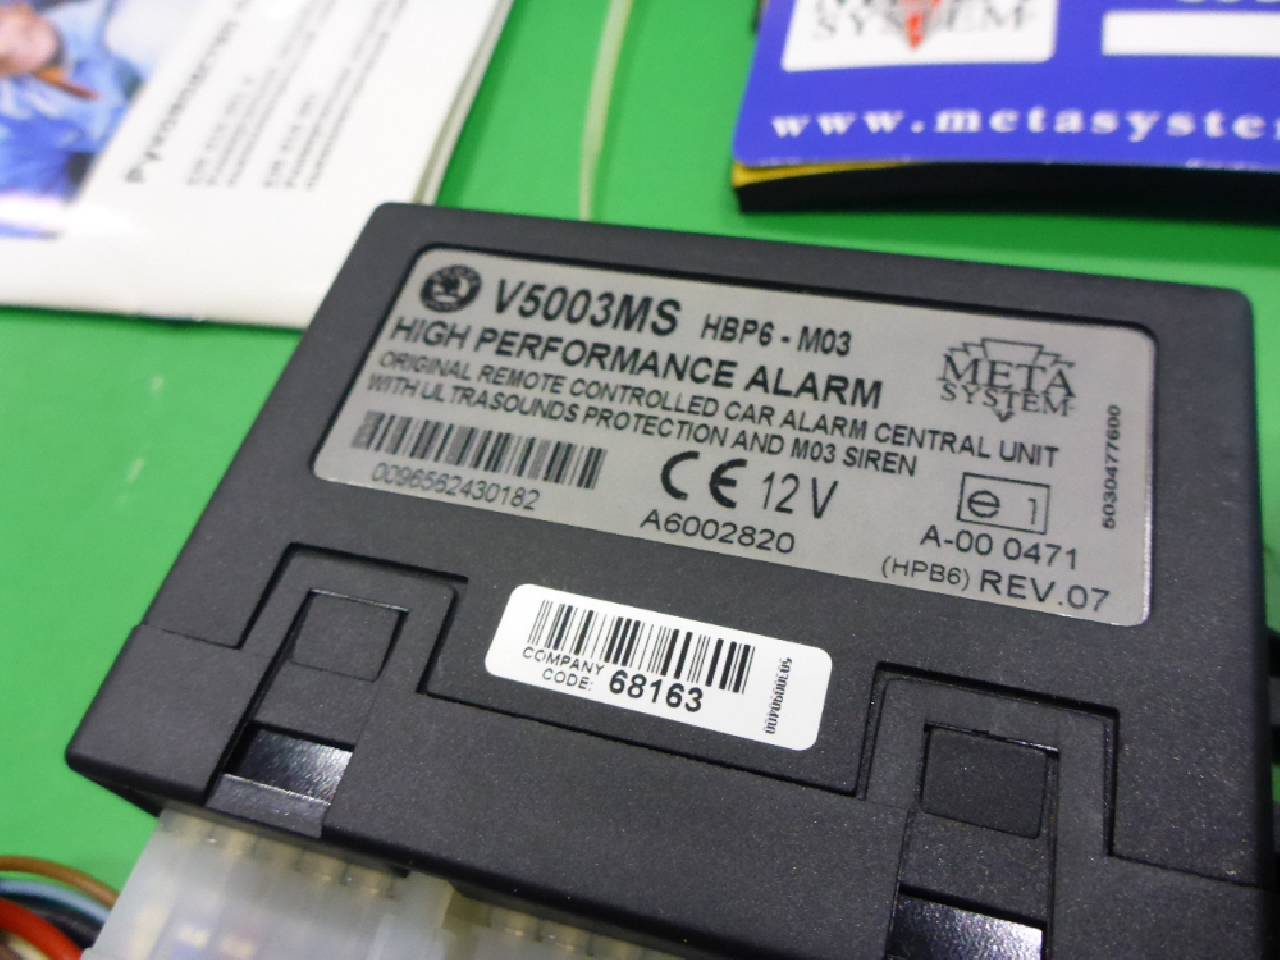 SYSTEM
www.metasyste
V5003MS HBP6 - M03
HIGH PERFORMANCE ALARM
ORIGINAL REMOTE CONTROLLED CAR ALARM CENTRAL UNIT
WITH ULTRASOUNDS PROTECTION AND M03 SIREN
META
SYSTEM
5030477600
0096562430182
CE 12V
A6002820
e 1
A-00 0471
(HPB6) REV.07
COMPANY
CODE: 68163